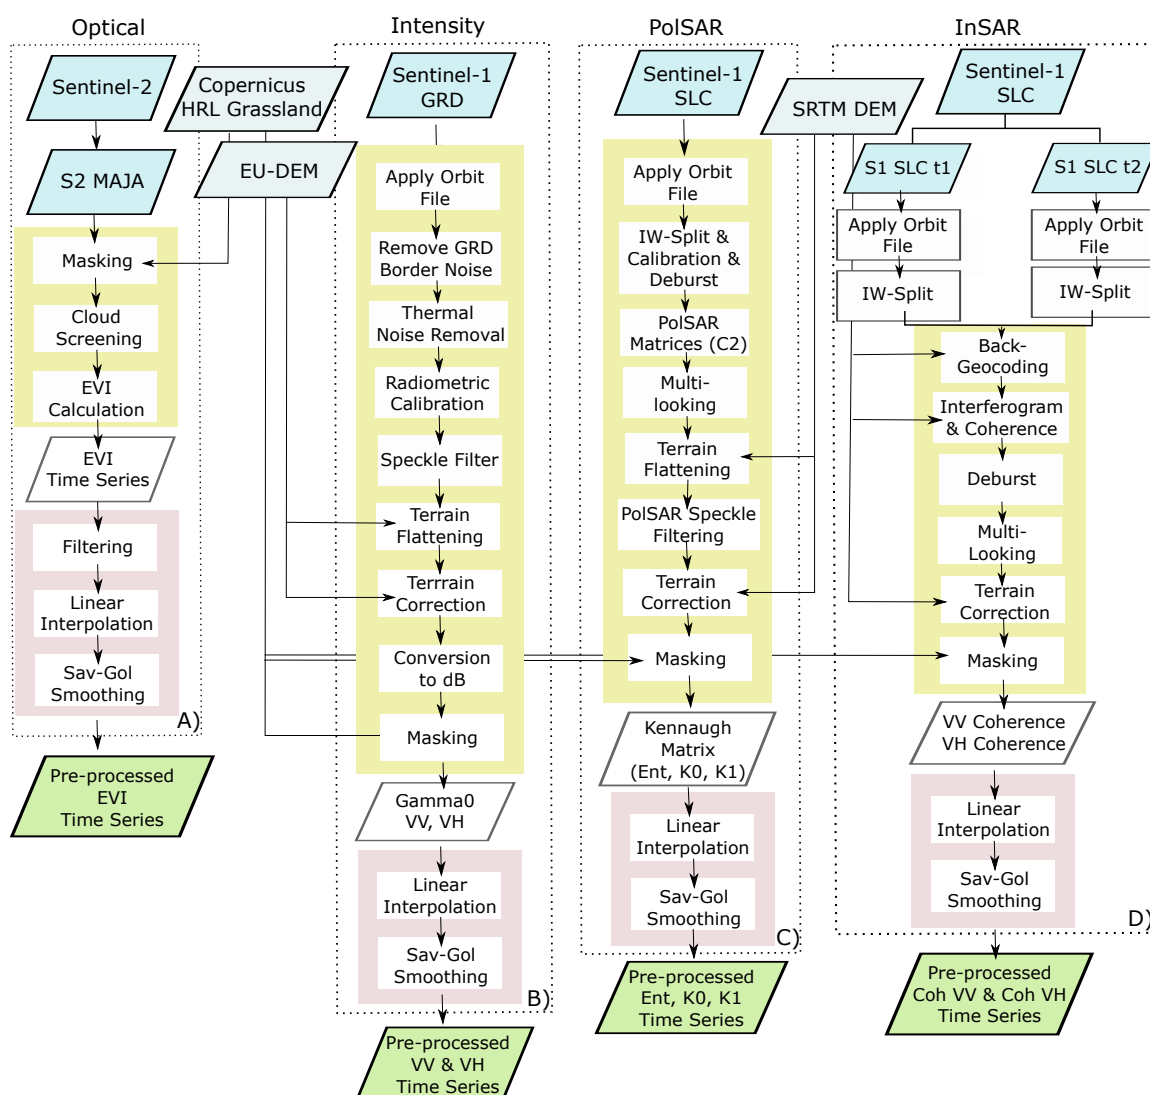 Optical
Sentinel-2
S2 MAJA
Masking
Cloud
Screening
EVI
Calculation
EVI
Time Series
Filtering
Linear
Interpolation
Sav-Gol
Smoothing
A)
Pre-processed
EVI
Time Series
Copernicus
HRL Grassland
EU-DEM
Intensity
Sentinel-1
GRD
Apply Orbit
File
Remove GRD
Border Noise
Thermal
Noise Removal
Radiometric
Calibration
Speckle Filter
Terrain
Flattening
Terrrain
Correction
Conversion
to dB
Masking
Gamma0
VV, VH
Linear
Interpolation
Sav-Gol
Smoothing
B)
Pre-processed
VV & VH
Time Series
PolSAR
Sentinel-1
SLC
Apply Orbit
File
IW-Split &
Calibration &
Deburst
PolSAR
Matrices (C2)
Multi-
looking
Terrain
Flattening
PolSAR Speckle
Filtering
Terrain
Correction
Masking
Kennaugh
Matrix
(Ent, K0, K1)
Linear
Interpolation
Sav-Gol
Smoothing
C)
Pre-processed
Ent, K0, K1
Time Series
SRTM DEM
InSAR
Sentinel-1
SLC
S1 SLC t1
S1 SLC t2
Apply Orbit
File
Apply Orbit
File
IW-Split
IW-Split
Back-
Geocoding
Interferogram
& Coherence
Deburst
Multi-
Looking
Terrain
Correction
Masking
VV Coherence
VH Coherence
Linear
Interpolation
Sav-Gol
Smoothing
D)
Pre-processed
Coh VV & Coh VH
Time Series